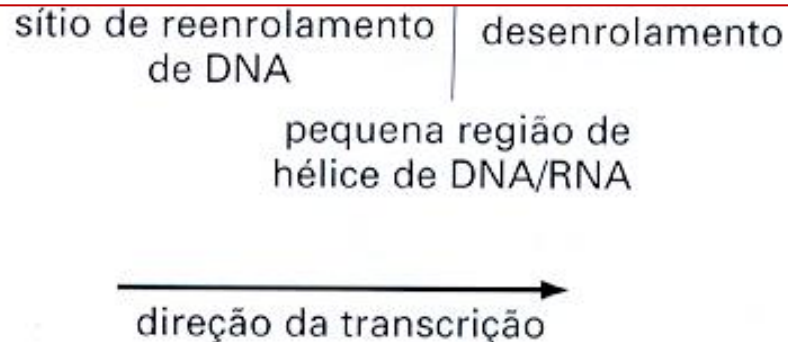 sítio de reenrolamento
de DNA
desenrolamento
pequena região de
hélice de DNA/RNA
direção da transcrição